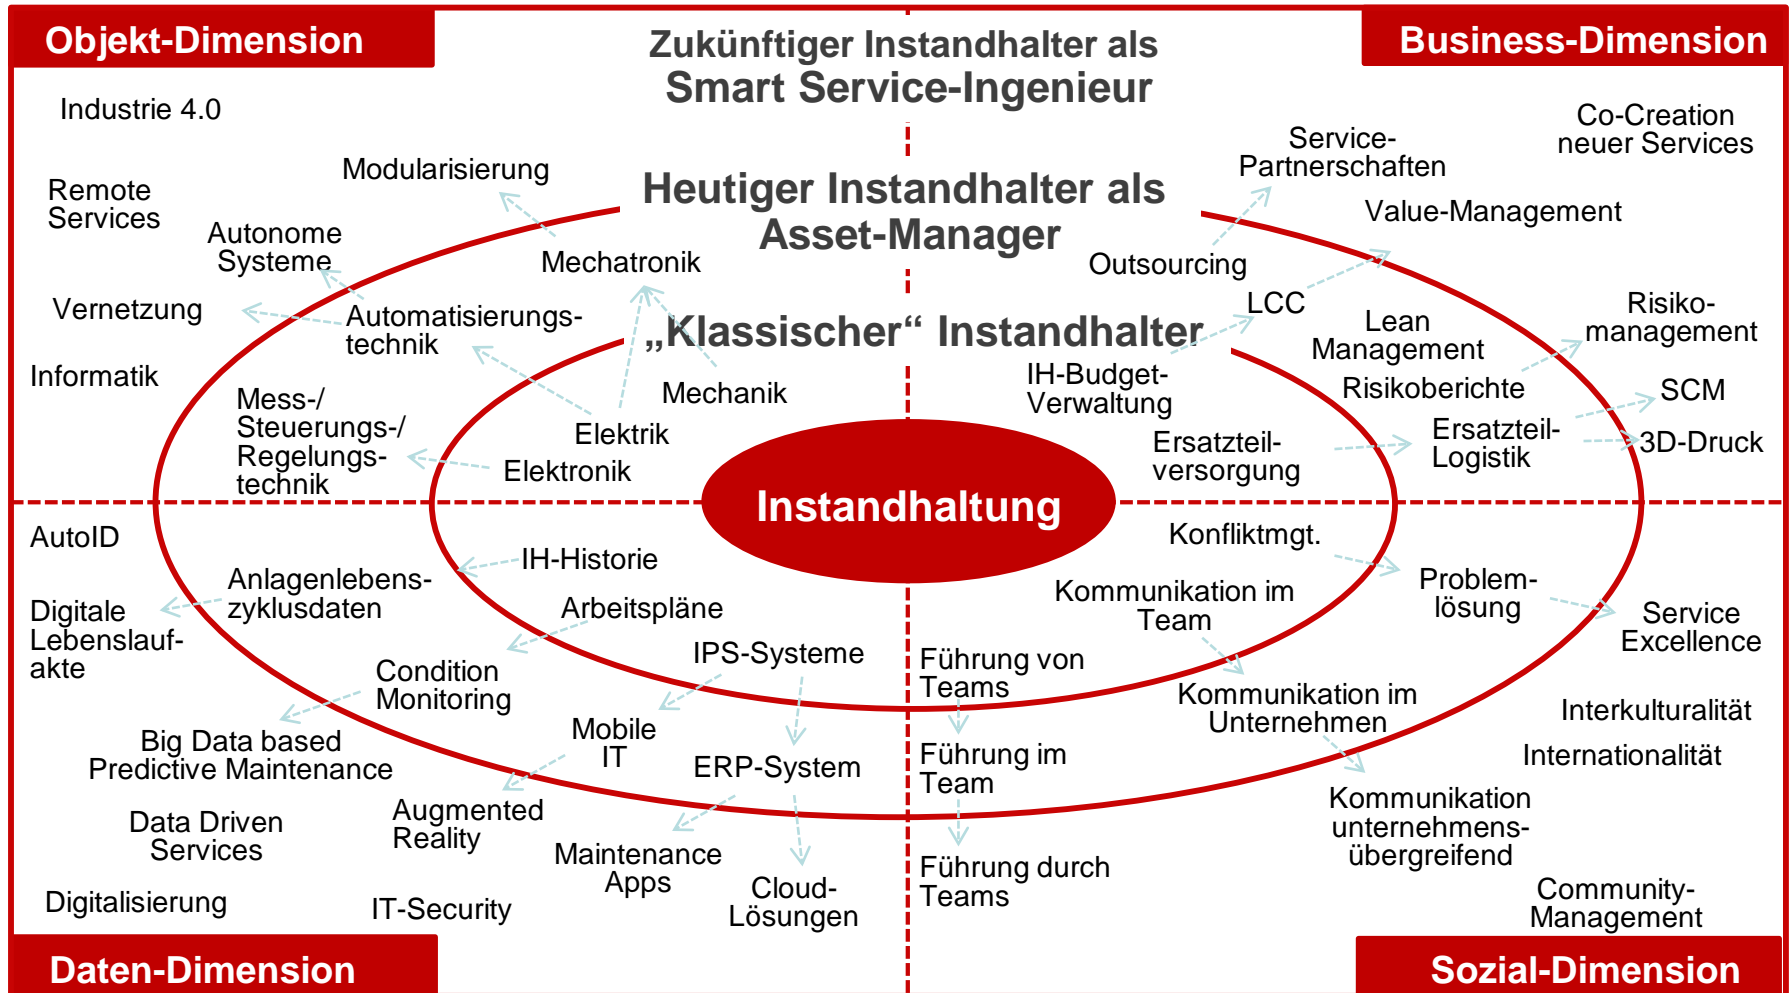 Objekt-Dimension
Zukünftiger Instandhalter als
Smart Service-Ingenieur
Business-Dimension
Industrie 4.0
Modularisierung
Remote
Services
Autonome
Systeme
Mechatronik
Vernetzung
Automatisierungs-
technik
Informatik
Mess-/
Steuerungs-/
Regelungs-
technik
Mechanik
Elektrik
Elektronik
Heutiger Instandhalter als
Asset-Manager
„Klassischer“ Instandhalter
Service-
Partnerschaften
Co-Creation
neuer Services
Value-Management
Outsourcing
LCC
Lean
Management
Risiko-
management
IH-Budget-
Verwaltung
Risikoberichte
SCM
Ersatzteil-
versorgung
Ersatzteil-
Logistik
3D-Druck
Instandhaltung
AutoID
IH-Historie
Anlagenlebens-
zyklusdaten
Digitale
Lebenslauf-
akte
Arbeitspläne
IPS-Systeme
Condition
Monitoring
Mobile
IT
Big Data based
Predictive Maintenance
ERP-System
Augmented
Reality
Data Driven
Services
Maintenance
Apps
Cloud-
Lösungen
Digitalisierung
IT-Security
Konfliktmgt.
Kommunikation im
Team
Problem-
lösung
Service
Excellence
Führung von
Teams
Kommunikation im
Unternehmen
Interkulturalität
Internationalität
Führung im
Team
Kommunikation
unternehmens-
übergreifend
Führung durch
Teams
Community-
Management
Daten-Dimension
Sozial-Dimension